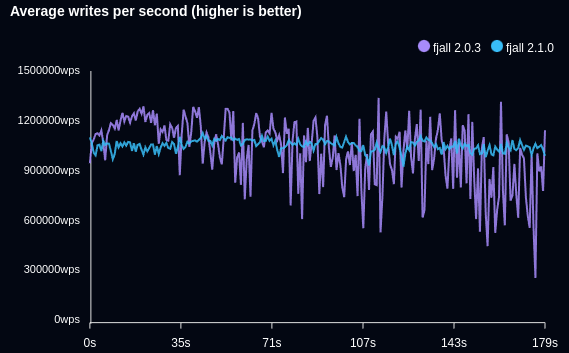 Average writes per second (higher is better)
fjall 2.0.3 fjall 2.1.0
1500000wps
1200000wps
900000wps
600000wps
300000wps
0wps
0s 35s 71s 107s 143s 179s